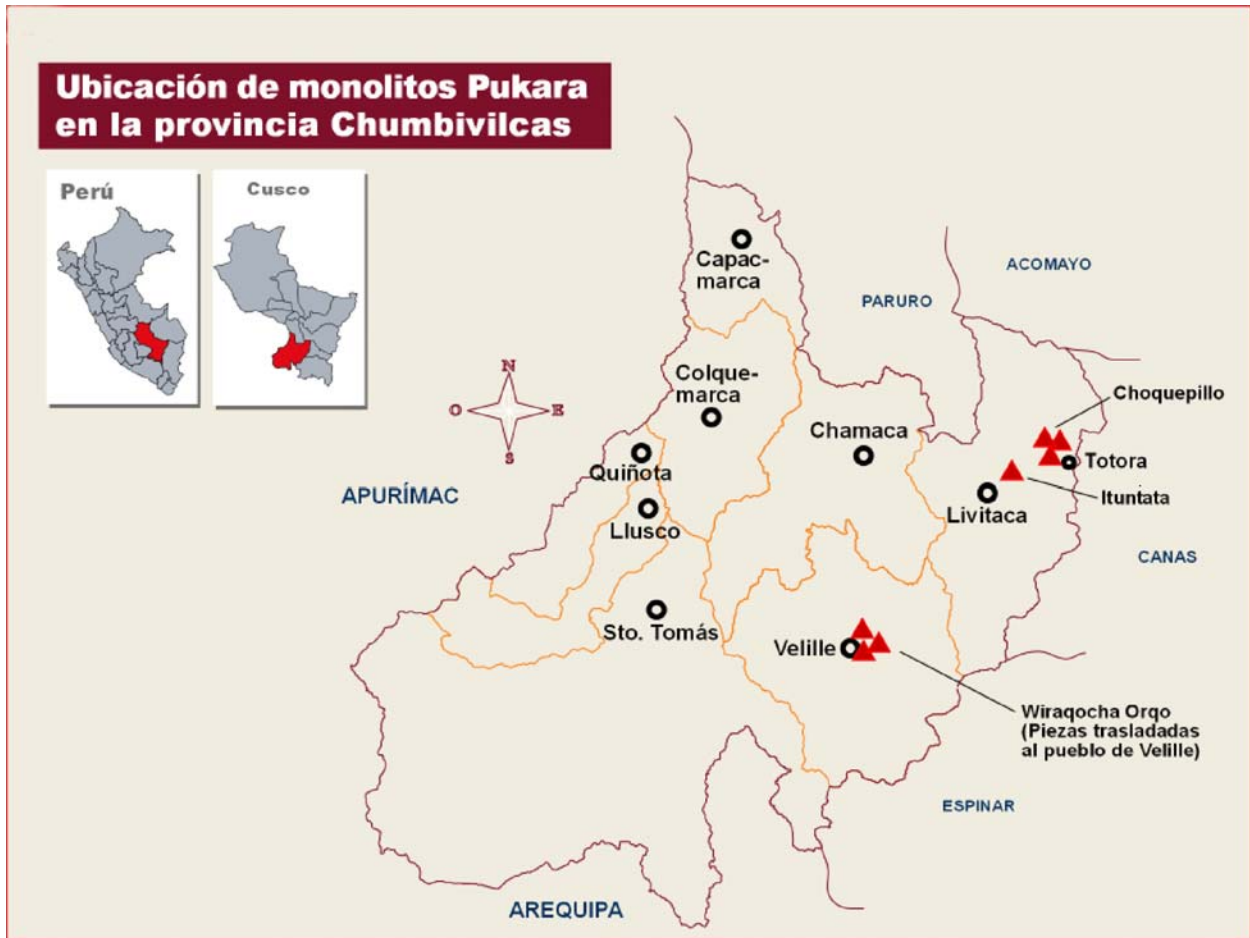 Ubicación de monolitos Pukara
en la provincia Chumbivilcas
Perú
Cusco
Capac-
marca
ACOMAYO
PARURO
N
O
E
S
Colque-
marca
Choquepillo
Chamaca
Quiñota
Totora
APURÍMAC
Ituntata
Llusco
Livitaca
CANAS
Sto. Tomás
Velille
Wiraqocha Orqo
(Piezas trasladadas
al pueblo de Velille)
ESPINAR
AREQUIPA